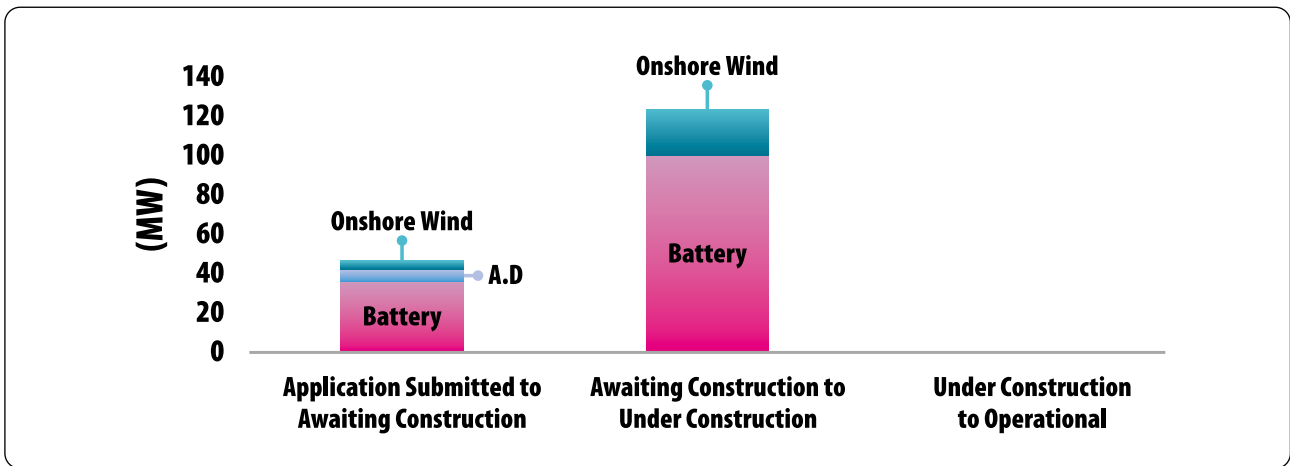 Onshore Wind
140
120
100
80
60
40
20
0
(MW)
Onshore Wind
A.D
Battery
Battery
Application Submitted to
Awaiting Construction
Awaiting Construction to
Under Construction
Under Construction
to Operational